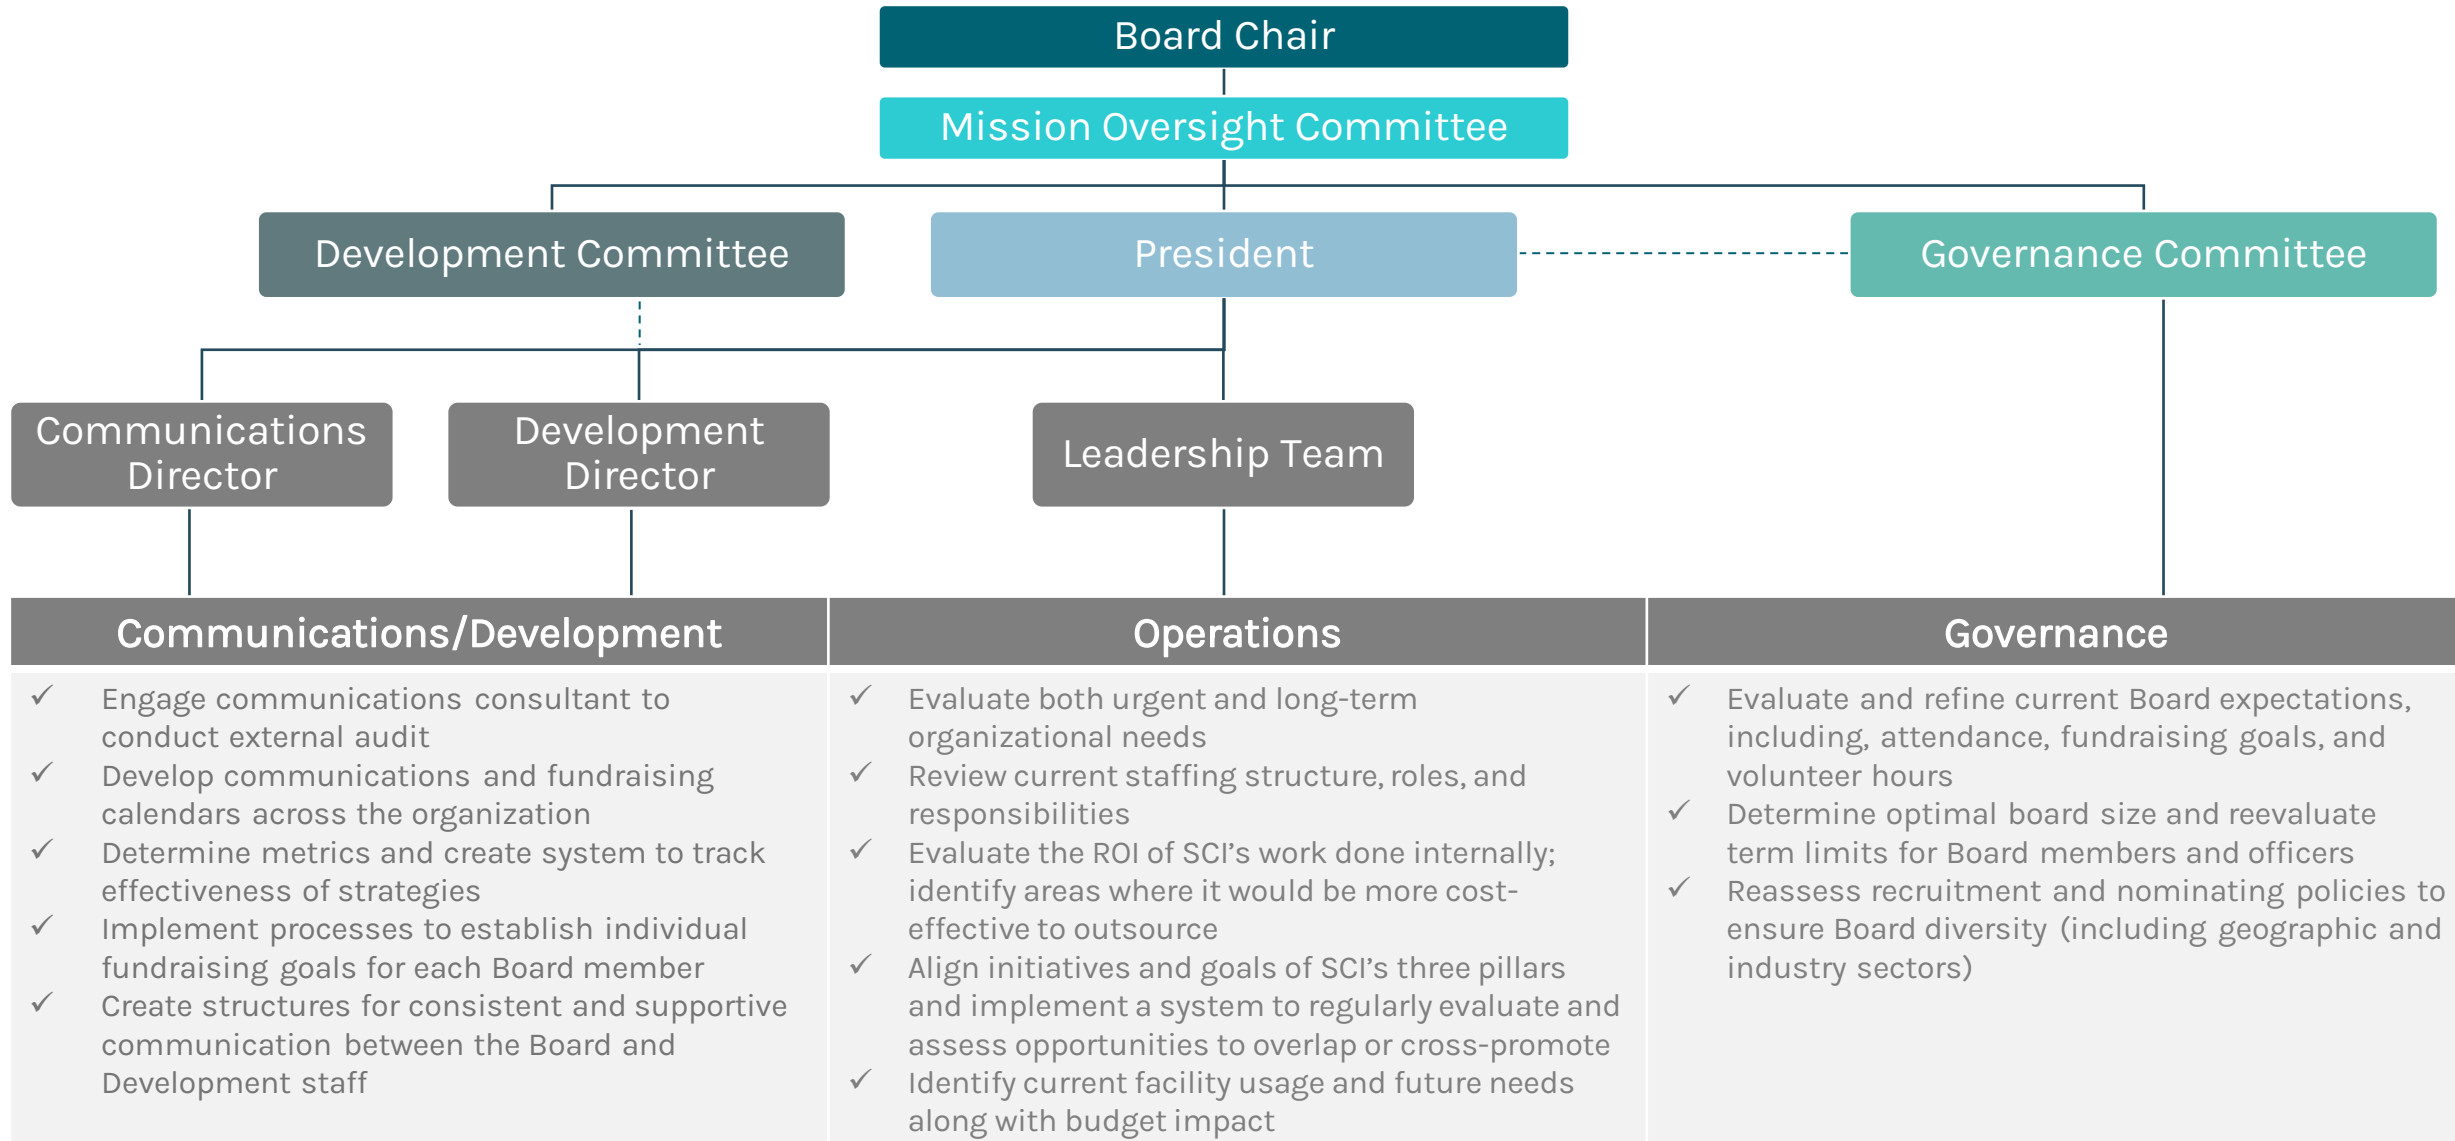 Board Chair
Mission Oversight Committee
Development Committee
President
Governance Committee
Communications
Director
Development
Director
Leadership Team
Communications/Development
✓ Engage communications consultant to
conduct external audit
✓ Develop communications and fundraising
calendars across the organization
✓ Determine metrics and create system to track
effectiveness of strategies
✓ Implement processes to establish individual
fundraising goals for each Board member
✓ Create structures for consistent and supportive
communication between the Board and
Development staff
Operations
✓ Evaluate both urgent and long-term
organizational needs
✓ Review current staffing structure, roles, and
responsibilities
✓ Evaluate the ROI of SCI’s work done internally;
identify areas where it would be more cost-
effective to outsource
✓ Align initiatives and goals of SCI’s three pillars
and implement a system to regularly evaluate and
assess opportunities to overlap or cross-promote
✓ Identify current facility usage and future needs
along with budget impact
Governance
✓ Evaluate and refine current Board expectations,
including, attendance, fundraising goals, and
volunteer hours
✓ Determine optimal board size and reevaluate
term limits for Board members and officers
✓ Reassess recruitment and nominating policies to
ensure Board diversity (including geographic and
industry sectors)